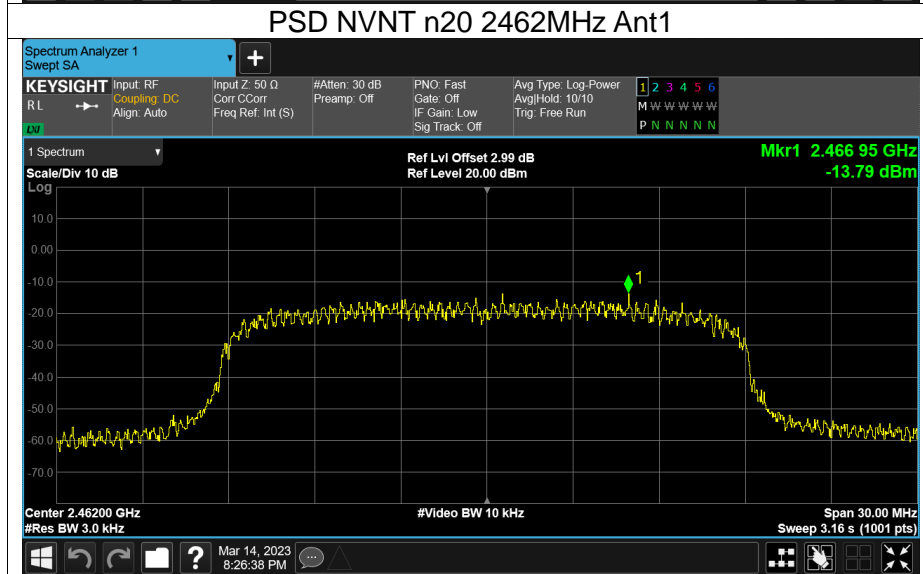 PSD NVNT n20 2462MHz Ant1
Spectrum Analyzer 1
Swept SA
+
KEYSIGHT
RL
LXI
Input: RF
Coupling: DC
Align: Auto
Input Z: 50 Ω
Corr CCorr
Freq Ref: Int (S)
#Atten: 30 dB
Preamp: Off
PNO: Fast
Gate: Off
IF Gain: Low
Sig Track: Off
Avg Type: Log-Power
Avg|Hold: 10/10
Trig: Free Run
1 2 3 4 5 6
M W W W W W
P N N N N N
1 Spectrum
Scale/Div 10 dB
Ref Lvl Offset 2.99 dB
Ref Level 20.00 dBm
Mkr1 2.466 95 GHz
-13.79 dBm
Log
10.0
0.00
-10.0
-20.0
-30.0
-40.0
-50.0
-60.0
-70.0
1
Center 2.46200 GHz
#Res BW 3.0 kHz
#Video BW 10 kHz
Span 30.00 MHz
Sweep 3.16 s (1001 pts)
?
Mar 14, 2023
8:26:38 PM